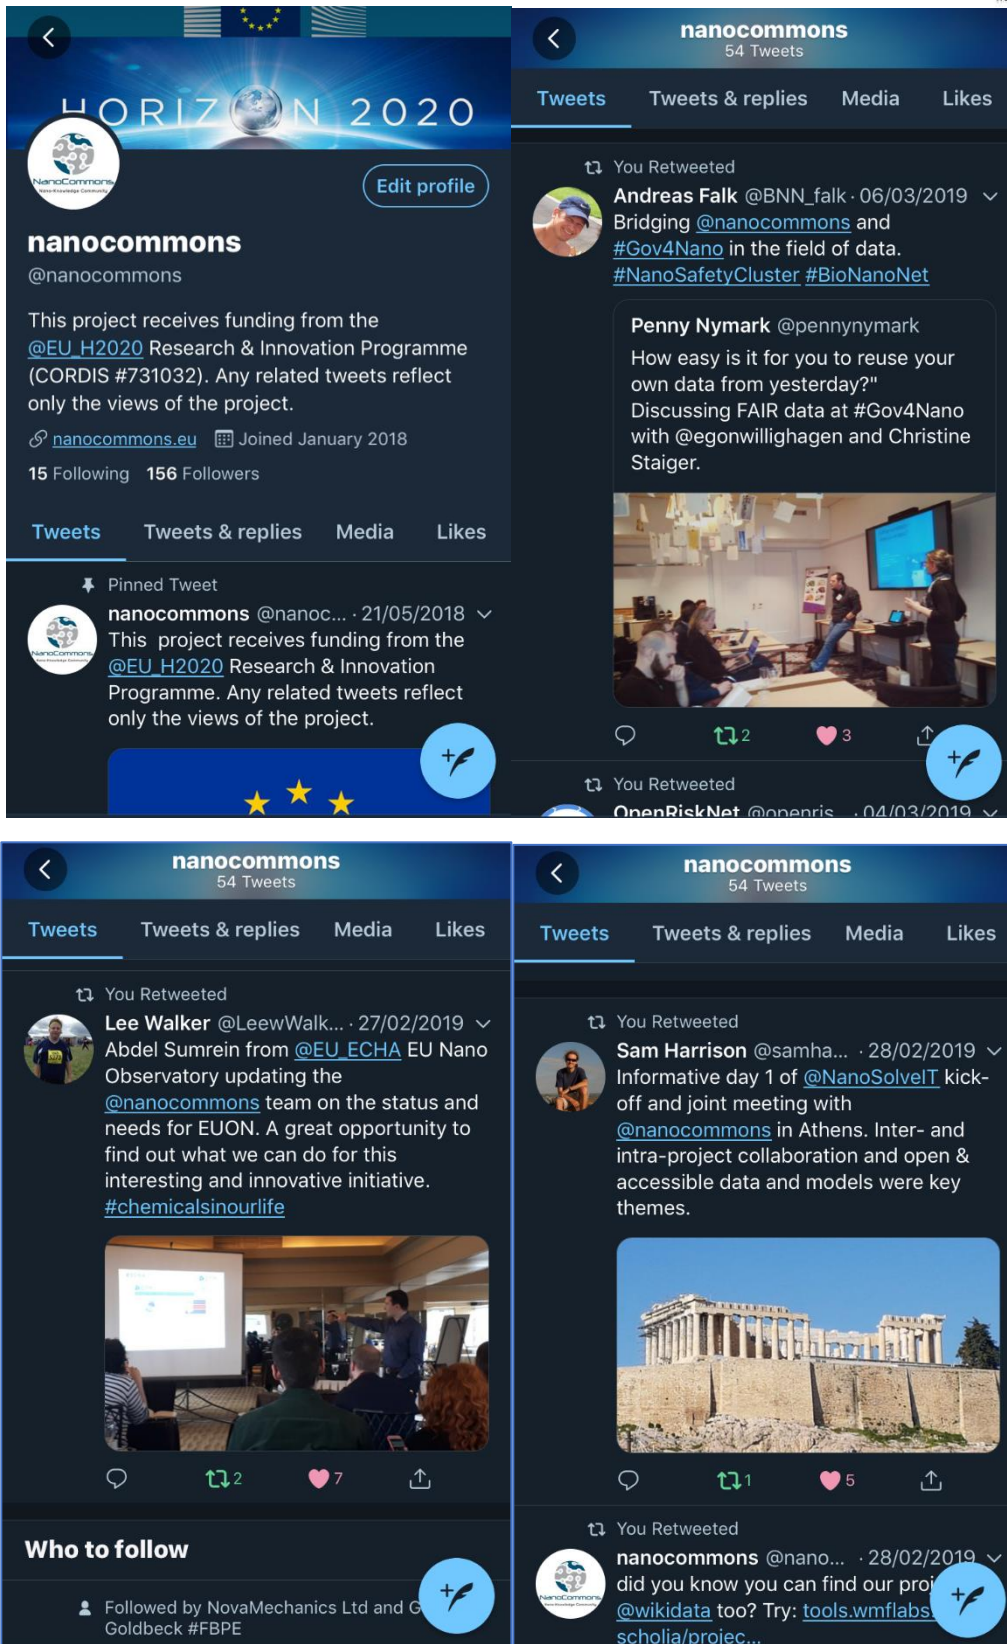 HORIZON 2020
NanoCommons
Nano-Knowledge Community
Edit profile
nanocommons
@nanocommons
This project receives funding from the
@EU_H2020 Research & Innovation Programme
(CORDIS #731032). Any related tweets reflect
only the views of the project.
nanocommons.eu Joined January 2018
15 Following 156 Followers
Tweets Tweets & replies Media Likes
Pinned Tweet
nanocommons @nanoc... · 21/05/2018
This project receives funding from the
@EU_H2020 Research & Innovation
Programme. Any related tweets reflect
only the views of the project.
nanocommons
54 Tweets
Tweets Tweets & replies Media Likes
You Retweeted
Andreas Falk @BNN_falk · 06/03/2019
Bridging @nanocommons and
#Gov4Nano in the field of data.
#NanoSafetyCluster #BioNanoNet
Penny Nymark @pennynymark
How easy is it for you to reuse your
own data from yesterday?"
Discussing FAIR data at #Gov4Nano
with @egonwillighagen and Christine
Staiger.
2 3
You Retweeted
OpenRiskNet @openris... · 04/03/2019
nanocommons
54 Tweets
Tweets Tweets & replies Media Likes
You Retweeted
Lee Walker @LeewWalk... · 27/02/2019
Abdel Sumrein from @EU_ECHA EU Nano
Observatory updating the
@nanocommons team on the status and
needs for EUON. A great opportunity to
find out what we can do for this
interesting and innovative initiative.
#chemicalsinourlife
2 7
Who to follow
Followed by NovaMechanics Ltd and G
Goldbeck #FBPE
nanocommons
54 Tweets
Tweets Tweets & replies Media Likes
You Retweeted
Sam Harrison @samha... · 28/02/2019
Informative day 1 of @NanoSolveIT kick-
off and joint meeting with
@nanocommons in Athens. Inter- and
intra-project collaboration and open &
accessible data and models were key
themes.
1 5
You Retweeted
nanocommons @nano... · 28/02/2019
did you know you can find our proj
@wikidata too? Try: tools.wmflabs.
scholia/projec...